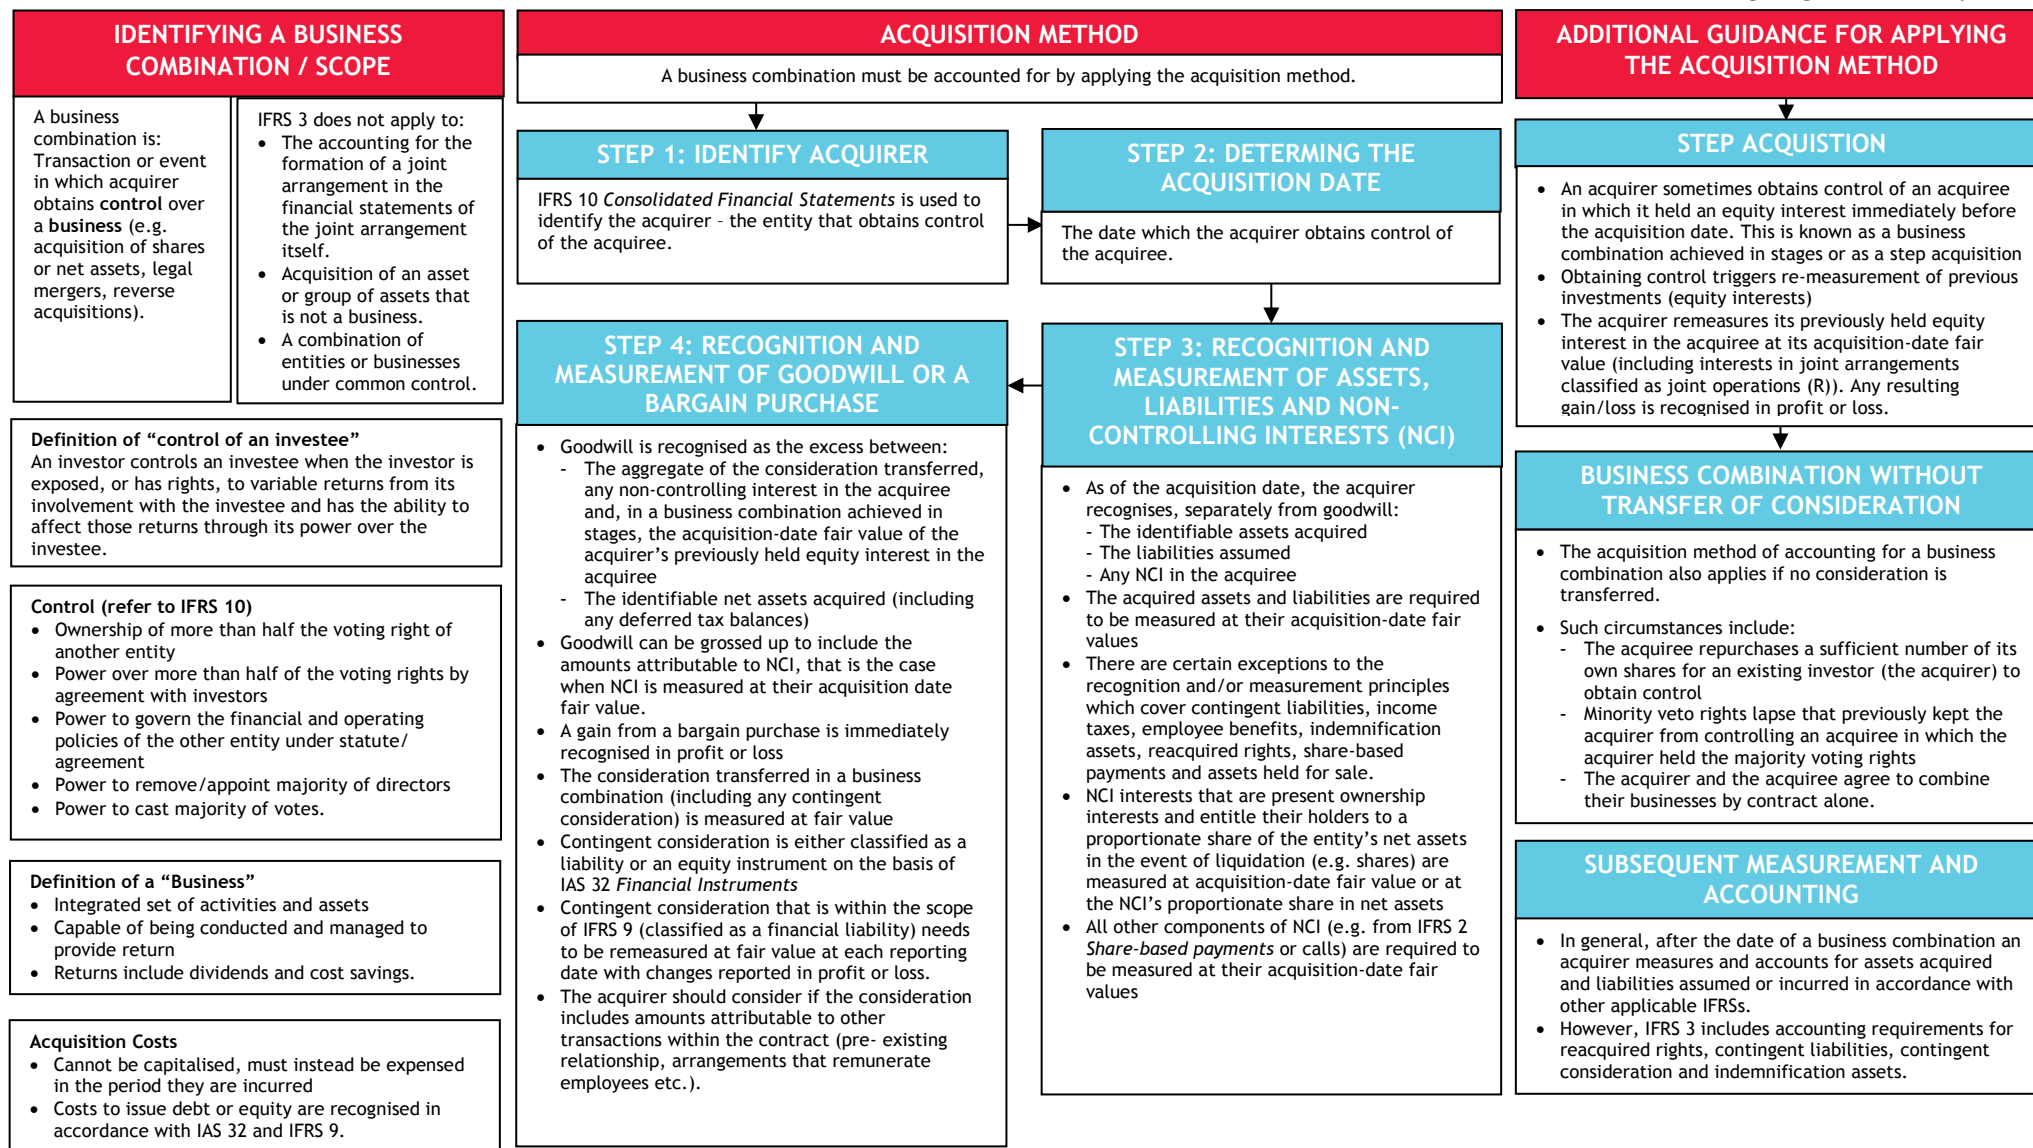 IDENTIFYING A BUSINESS
COMBINATION / SCOPE
A business
combination is:
Transaction or event
in which acquirer
obtains control over
a business (e.g.
acquisition of shares
or net assets, legal
mergers, reverse
acquisitions).
IFRS 3 does not apply to:
• The accounting for the
formation of a joint
arrangement in the
financial statements of
the joint arrangement
itself.
• Acquisition of an asset
or group of assets that
is not a business.
• A combination of
entities or businesses
under common control.
Definition of “control of an investee”
An investor controls an investee when the investor is
exposed, or has rights, to variable returns from its
involvement with the investee and has the ability to
affect those returns through its power over the
investee.
Control (refer to IFRS 10)
• Ownership of more than half the voting right of
another entity
• Power over more than half of the voting rights by
agreement with investors
• Power to govern the financial and operating
policies of the other entity under statute/
agreement
• Power to remove/appoint majority of directors
• Power to cast majority of votes.
Definition of a “Business”
• Integrated set of activities and assets
• Capable of being conducted and managed to
provide return
• Returns include dividends and cost savings.
Acquisition Costs
• Cannot be capitalised, must instead be expensed
in the period they are incurred
• Costs to issue debt or equity are recognised in
accordance with IAS 32 and IFRS 9.
ACQUISITION METHOD
A business combination must be accounted for by applying the acquisition method.
STEP 1: IDENTIFY ACQUIRER
IFRS 10 Consolidated Financial Statements is used to
identify the acquirer – the entity that obtains control
of the acquiree.
STEP 2: DETERMING THE
ACQUISITION DATE
The date which the acquirer obtains control of
the acquiree.
STEP 3: RECOGNITION AND
MEASUREMENT OF ASSETS,
LIABILITIES AND NON-
CONTROLLING INTERESTS (NCI)
• As of the acquisition date, the acquirer
recognises, separately from goodwill:
- The identifiable assets acquired
- The liabilities assumed
- Any NCI in the acquiree
• The acquired assets and liabilities are required
to be measured at their acquisition-date fair
values
• There are certain exceptions to the
recognition and/or measurement principles
which cover contingent liabilities, income
taxes, employee benefits, indemnification
assets, reacquired rights, share-based
payments and assets held for sale.
• NCI interests that are present ownership
interests and entitle their holders to a
proportionate share of the entity’s net assets
in the event of liquidation (e.g. shares) are
measured at acquisition-date fair value or at
the NCI’s proportionate share in net assets
• All other components of NCI (e.g. from IFRS 2
Share-based payments or calls) are required to
be measured at their acquisition-date fair
values
STEP 4: RECOGNITION AND
MEASUREMENT OF GOODWILL OR A
BARGAIN PURCHASE
• Goodwill is recognised as the excess between:
- The aggregate of the consideration transferred,
any non-controlling interest in the acquiree
and, in a business combination achieved in
stages, the acquisition-date fair value of the
acquirer’s previously held equity interest in the
acquiree
- The identifiable net assets acquired (including
any deferred tax balances)
• Goodwill can be grossed up to include the
amounts attributable to NCI, that is the case
when NCI is measured at their acquisition date
fair value.
• A gain from a bargain purchase is immediately
recognised in profit or loss
• The consideration transferred in a business
combination (including any contingent
consideration) is measured at fair value
• Contingent consideration is either classified as a
liability or an equity instrument on the basis of
IAS 32 Financial Instruments
• Contingent consideration that is within the scope
of IFRS 9 (classified as a financial liability) needs
to be remeasured at fair value at each reporting
date with changes reported in profit or loss.
• The acquirer should consider if the consideration
includes amounts attributable to other
transactions within the contract (pre- existing
relationship, arrangements that remunerate
employees etc.).
ADDITIONAL GUIDANCE FOR APPLYING
THE ACQUISITION METHOD
STEP ACQUISTION
• An acquirer sometimes obtains control of an acquiree
in which it held an equity interest immediately before
the acquisition date. This is known as a business
combination achieved in stages or as a step acquisition
• Obtaining control triggers re-measurement of previous
investments (equity interests)
• The acquirer remeasures its previously held equity
interest in the acquiree at its acquisition-date fair
value (including interests in joint arrangements
classified as joint operations (R)). Any resulting
gain/loss is recognised in profit or loss.
BUSINESS COMBINATION WITHOUT
TRANSFER OF CONSIDERATION
• The acquisition method of accounting for a business
combination also applies if no consideration is
transferred.
• Such circumstances include:
- The acquiree repurchases a sufficient number of its
own shares for an existing investor (the acquirer) to
obtain control
- Minority veto rights lapse that previously kept the
acquirer from controlling an acquiree in which the
acquirer held the majority voting rights
- The acquirer and the acquiree agree to combine
their businesses by contract alone.
SUBSEQUENT MEASUREMENT AND
ACCOUNTING
• In general, after the date of a business combination an
acquirer measures and accounts for assets acquired
and liabilities assumed or incurred in accordance with
other applicable IFRSs.
• However, IFRS 3 includes accounting requirements for
reacquired rights, contingent liabilities, contingent
consideration and indemnification assets.